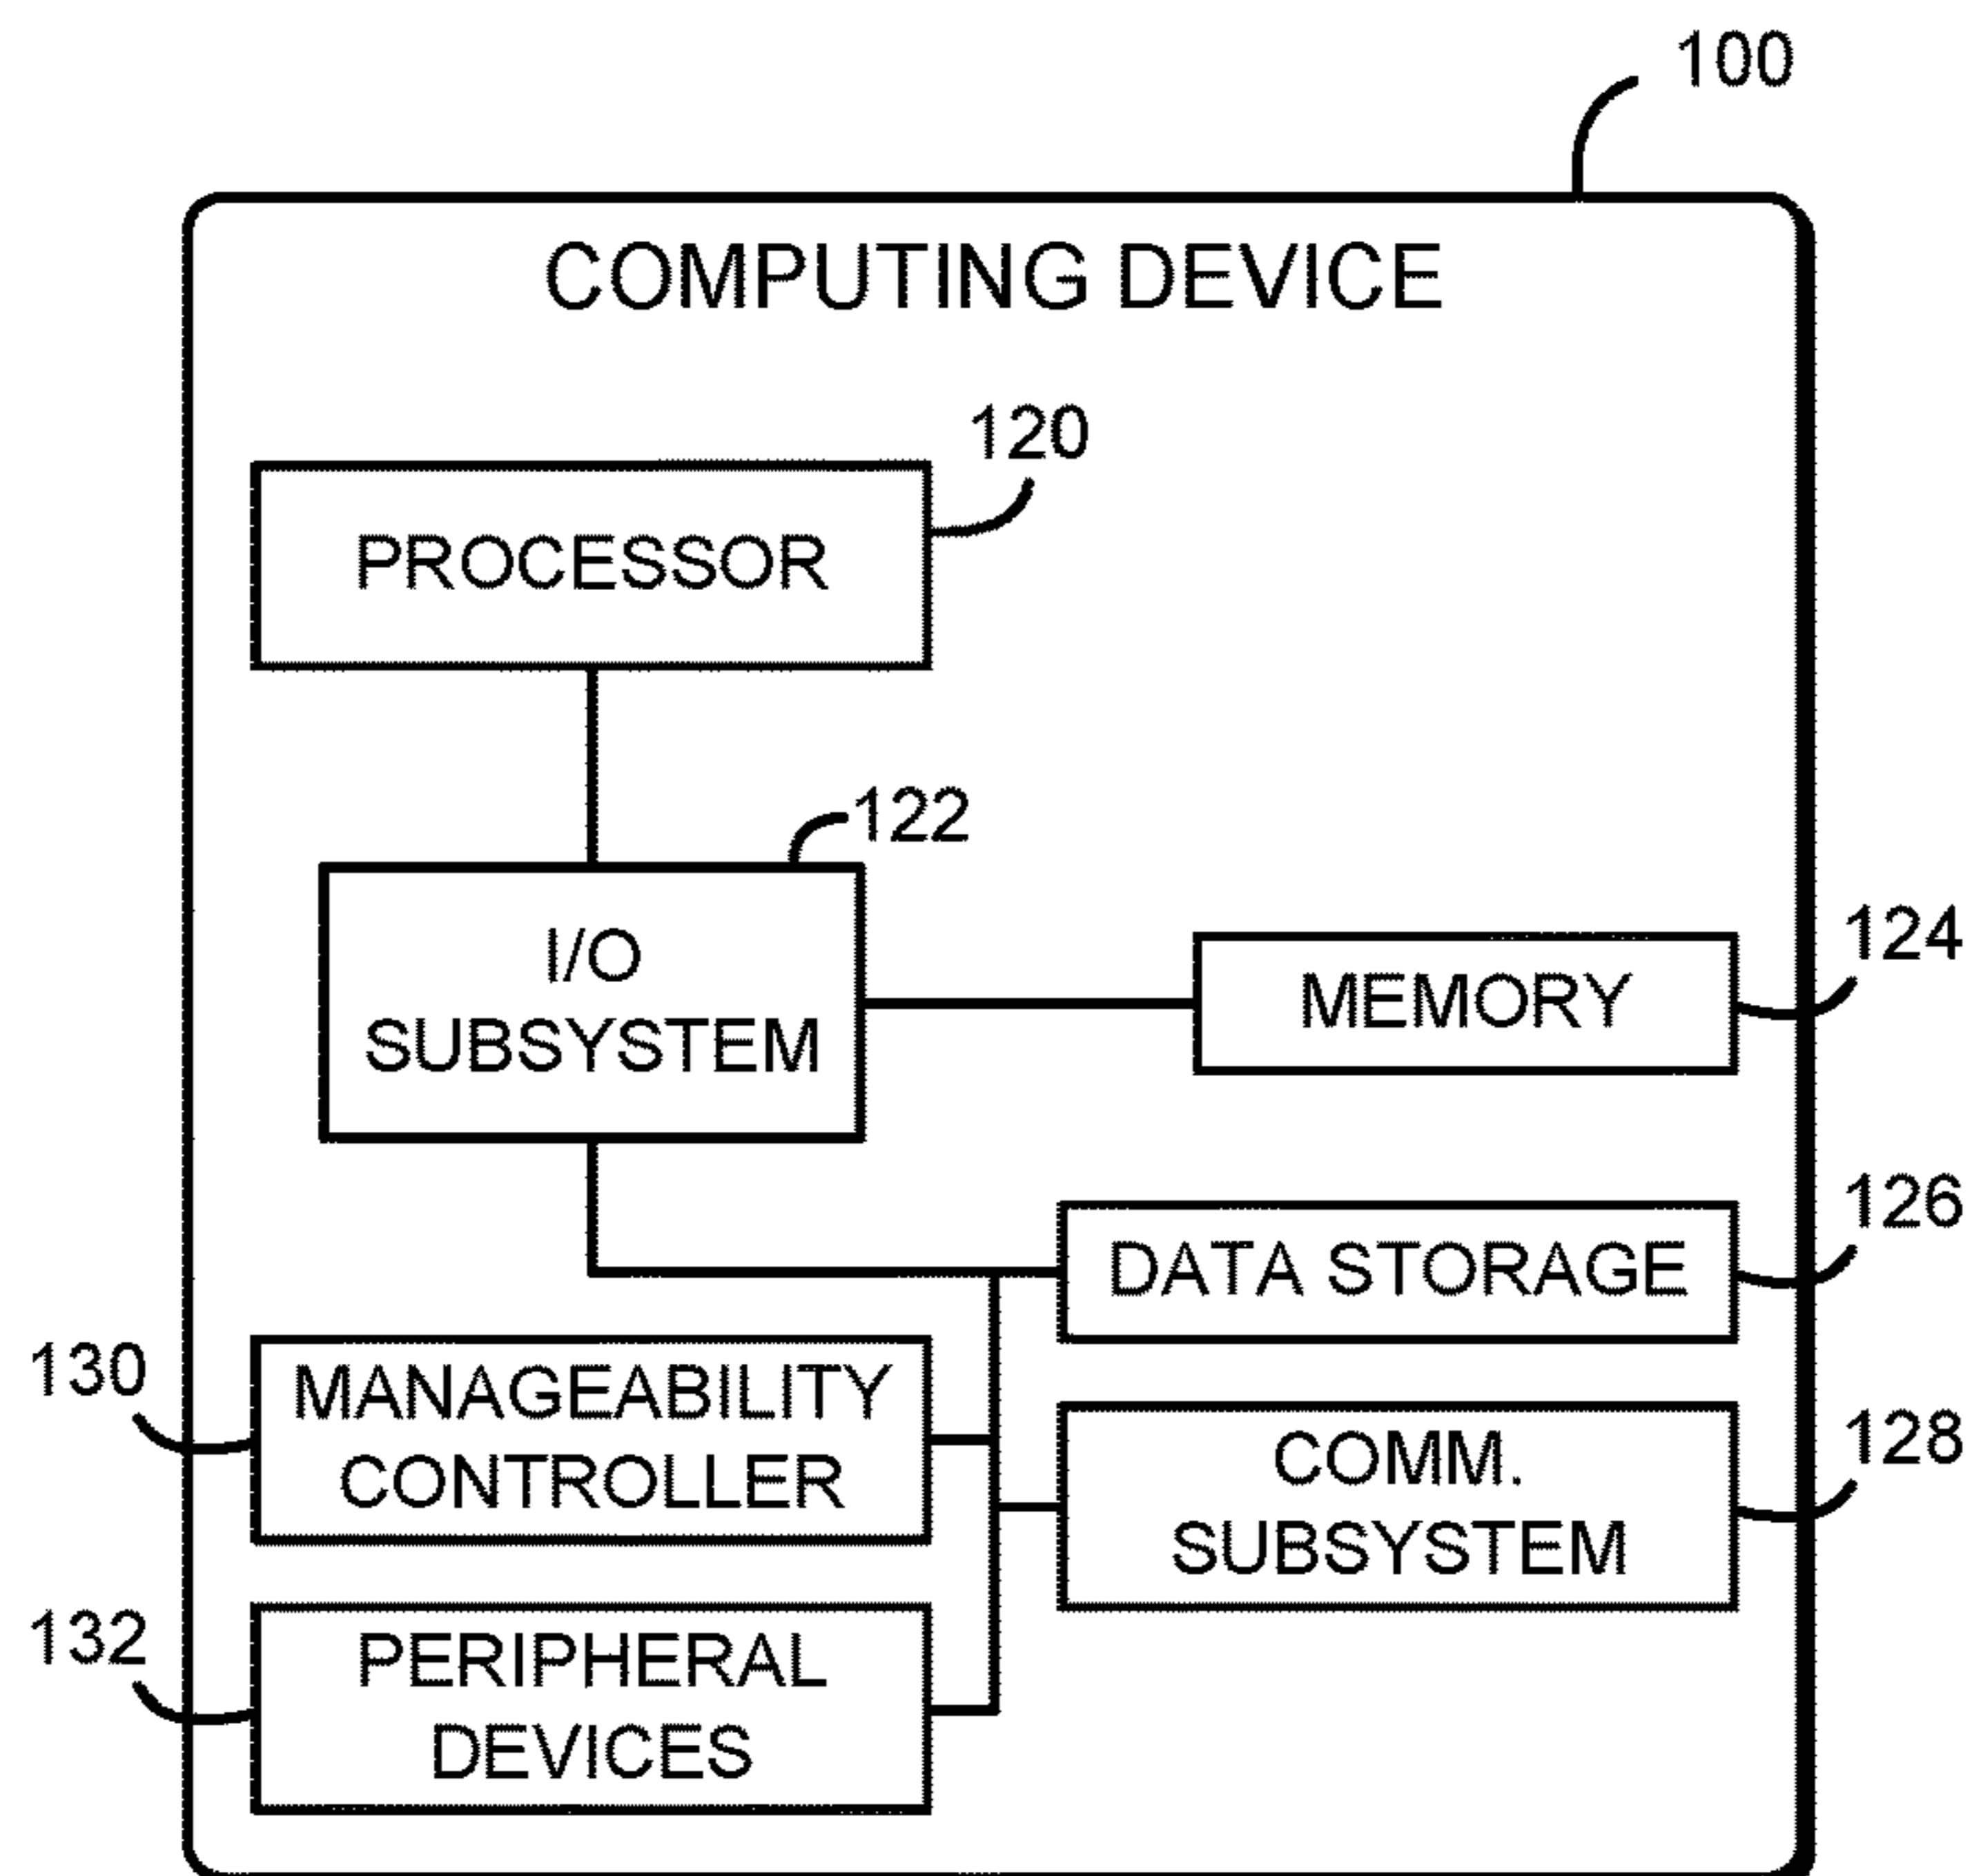 100
COMPUTING DEVICE
120
PROCESSOR
122
I/O
SUBSYSTEM
124
MEMORY
126
DATA STORAGE
130
MANAGEABILITY
CONTROLLER
128
COMM.
SUBSYSTEM
132
PERIPHERAL
DEVICES